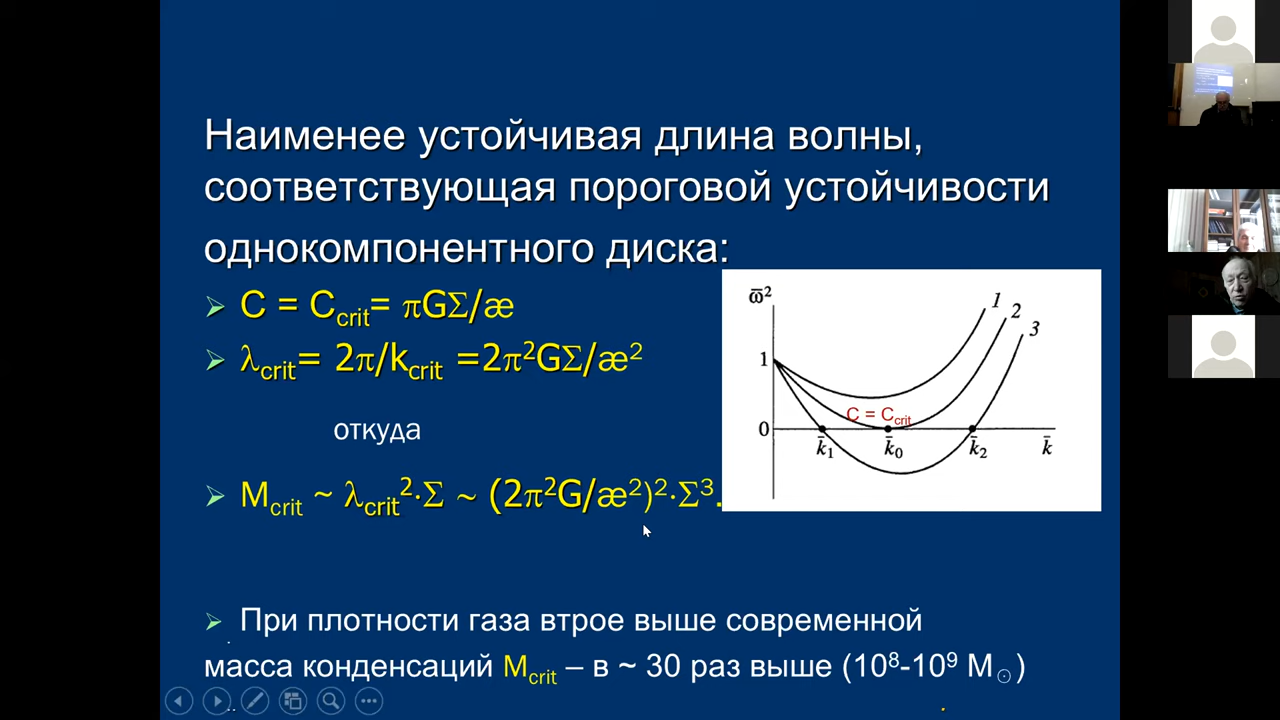 Наименее устойчивая длина волны,
соответствующая пороговой устойчивости
однокомпонентного диска:
C = Ccrit= πGΣ/æ
λcrit= 2π/kcrit =2π²GΣ/æ²
откуда
Mcrit ~ λcrit²·Σ ~ (2π²G/æ²)²·Σ³.
ω̅²
1
0
1
2
3
C = Ccrit
k̅₁
k̅₀
k̅₂
k̅
При плотности газа втрое выше современной
масса конденсаций Mcrit – в ~ 30 раз выше (10⁸-10⁹ M☉)